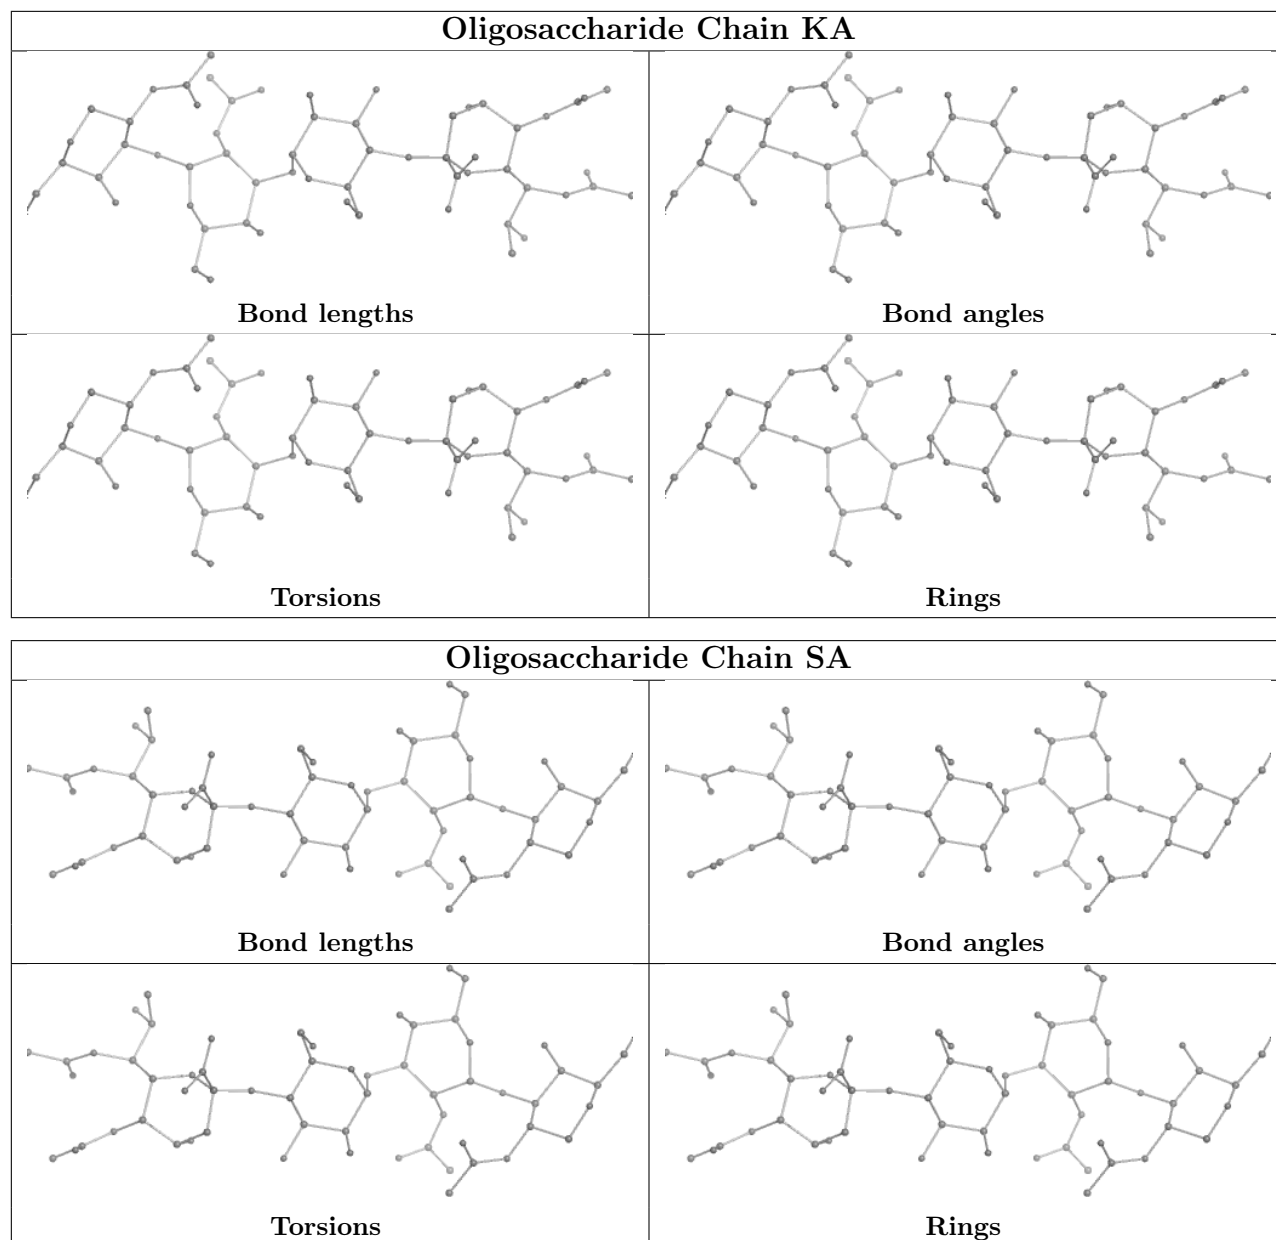 Oligosaccharide Chain KA
Bond lengths
Bond angles
Torsions
Rings
Oligosaccharide Chain SA
Bond lengths
Bond angles
Torsions
Rings